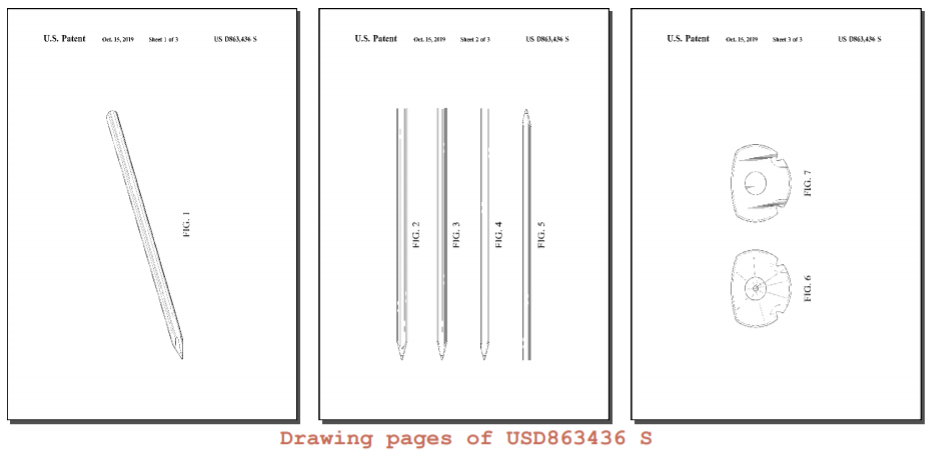 U.S. Patent Oct. 15, 2019 Sheet 1 of 3 US D863,436 S
FIG. 1
U.S. Patent Oct. 15, 2019 Sheet 2 of 3 US D863,436 S
FIG. 2
FIG. 3
FIG. 4
FIG. 5
U.S. Patent Oct. 15, 2019 Sheet 3 of 3 US D863,436 S
FIG. 7
FIG. 6
Drawing pages of USD863436 S